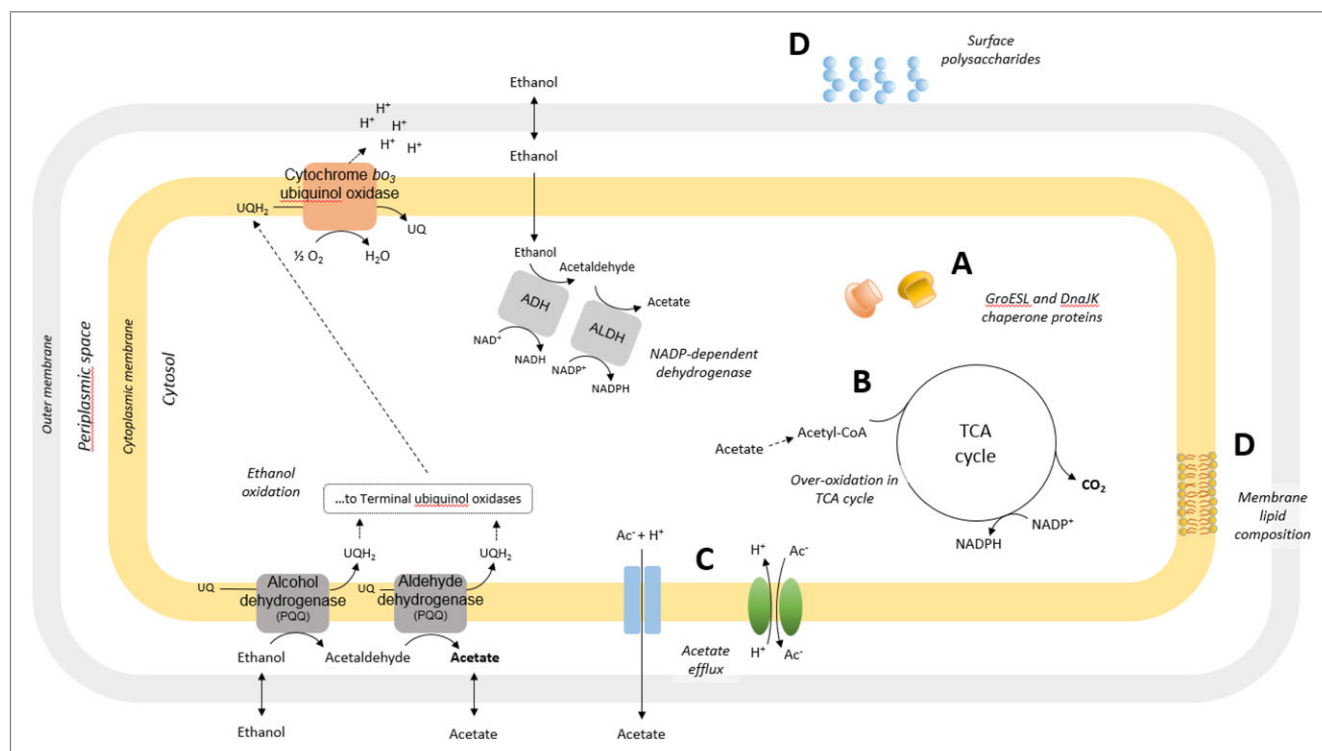 D
Surface
polysaccharides
Ethanol
H⁺
H⁺
H⁺
H⁺
H⁺
Ethanol
Cytochrome bo₃
ubiquinol oxidase
UQH₂
UQ
½ O₂
H₂O
Ethanol
Acetaldehyde
Acetate
ADH
ALDH
NAD⁺
NADH
NADP⁺
NADPH
NADP-dependent
dehydrogenase
A
GroESL and DnaJK
chaperone proteins
Outer membrane
Periplasmic space
Cytoplasmic membrane
Cytosol
B
Acetate
Acetyl-CoA
TCA
cycle
Over-oxidation in
TCA cycle
CO₂
NADP⁺
NADPH
D
Membrane
lipid
composition
Ethanol
oxidation
...to Terminal ubiquinol oxidases
UQH₂
UQH₂
UQ
Alcohol
dehydrogenase
(PQQ)
UQ
Aldehyde
dehydrogenase
(PQQ)
Ethanol
Acetaldehyde
Acetate
Ethanol
Acetate
Ac⁻ + H⁺
C
H⁺
Ac⁻
Acetate
efflux
H⁺
Ac⁻
Acetate